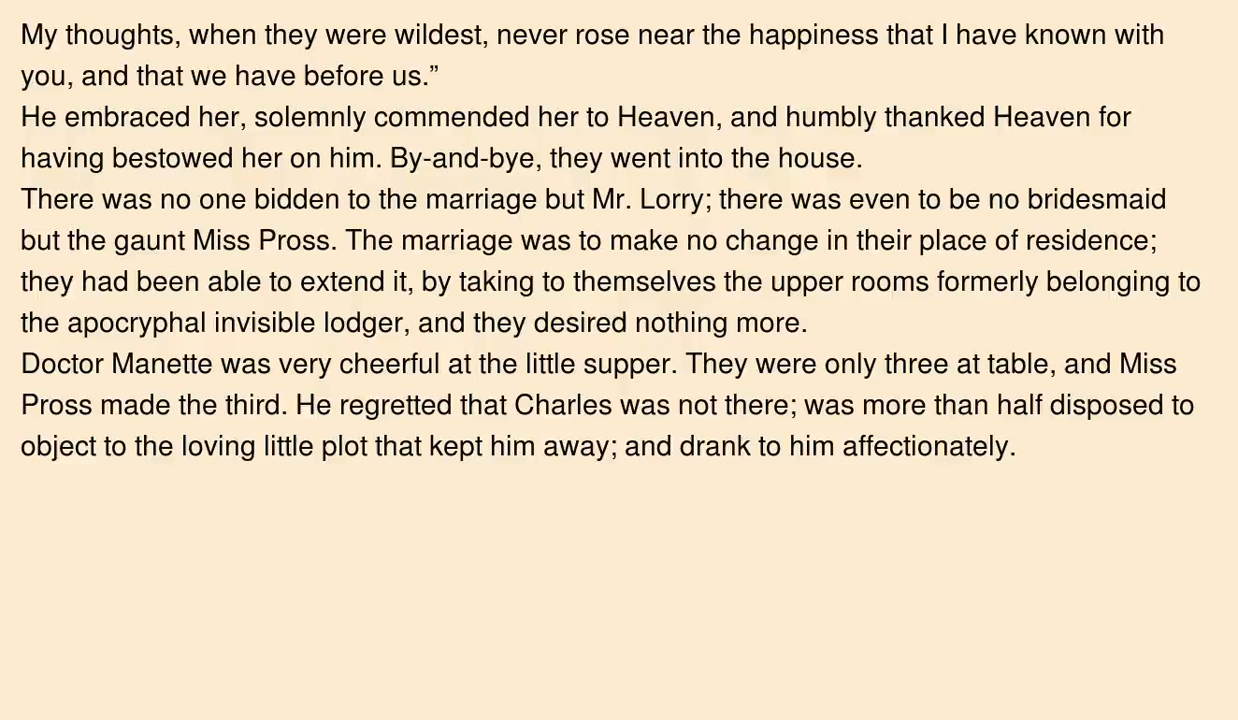 My thoughts, when they were wildest, never rose near the happiness that I have known with
you, and that we have before us.”
He embraced her, solemnly commended her to Heaven, and humbly thanked Heaven for
having bestowed her on him. By-and-bye, they went into the house.
There was no one bidden to the marriage but Mr. Lorry; there was even to be no bridesmaid
but the gaunt Miss Pross. The marriage was to make no change in their place of residence;
they had been able to extend it, by taking to themselves the upper rooms formerly belonging to
the apocryphal invisible lodger, and they desired nothing more.
Doctor Manette was very cheerful at the little supper. They were only three at table, and Miss
Pross made the third. He regretted that Charles was not there; was more than half disposed to
object to the loving little plot that kept him away; and drank to him affectionately.